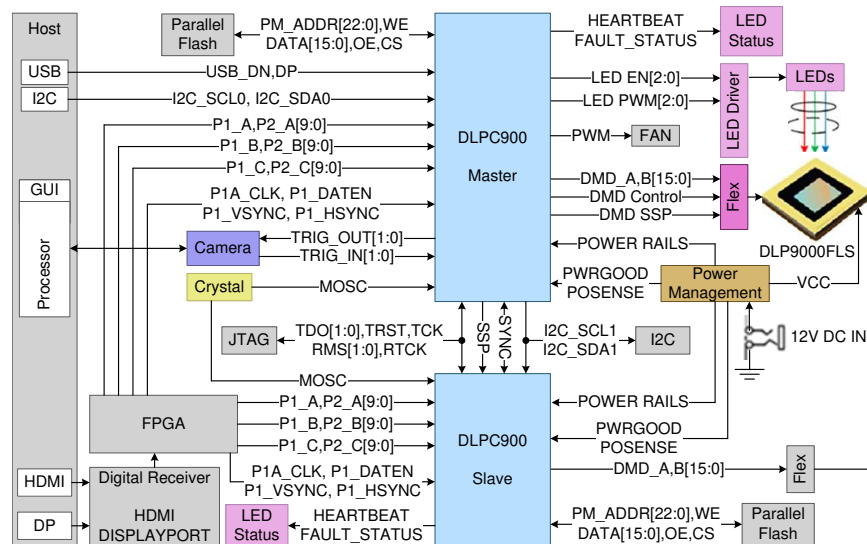 Host
Parallel
Flash
PM_ADDR[22:0],WE
DATA[15:0],OE,CS
HEARTBEAT
FAULT_STATUS
LED
Status
USB
USB_DN,DP
I2C
I2C_SCL0, I2C_SDA0
LED EN[2:0]
LED PWM[2:0]
LED Driver
LEDs
P1_A,P2_A[9:0]
P1_B,P2_B[9:0]
P1_C,P2_C[9:0]
DLPC900
Master
PWM
FAN
GUI
Processor
P1A_CLK, P1_DATEN
P1_VSYNC, P1_HSYNC
DMD_A,B[15:0]
DMD Control
DMD SSP
Flex
DLP9000FLS
Camera
TRIG_OUT[1:0]
TRIG_IN[1:0]
POWER RAILS
Crystal
MOSC
PWRGOOD
POSENSE
Power
Management
VCC
JTAG
TDO[1:0],TRST,TCK
RMS[1:0],RTCK
SSP
SYNC
I2C_SCL1
I2C_SDA1
I2C
12V DC IN
MOSC
FPGA
P1_A,P2_A[9:0]
P1_B,P2_B[9:0]
P1_C,P2_C[9:0]
DLPC900
Slave
POWER RAILS
PWRGOOD
POSENSE
P1A_CLK, P1_DATEN
P1_VSYNC, P1_HSYNC
DMD_A,B[15:0]
Flex
HDMI
Digital Receiver
DP
HDMI
DISPLAYPORT
LED
Status
HEARTBEAT
FAULT_STATUS
PM_ADDR[22:0],WE
DATA[15:0],OE,CS
Parallel
Flash